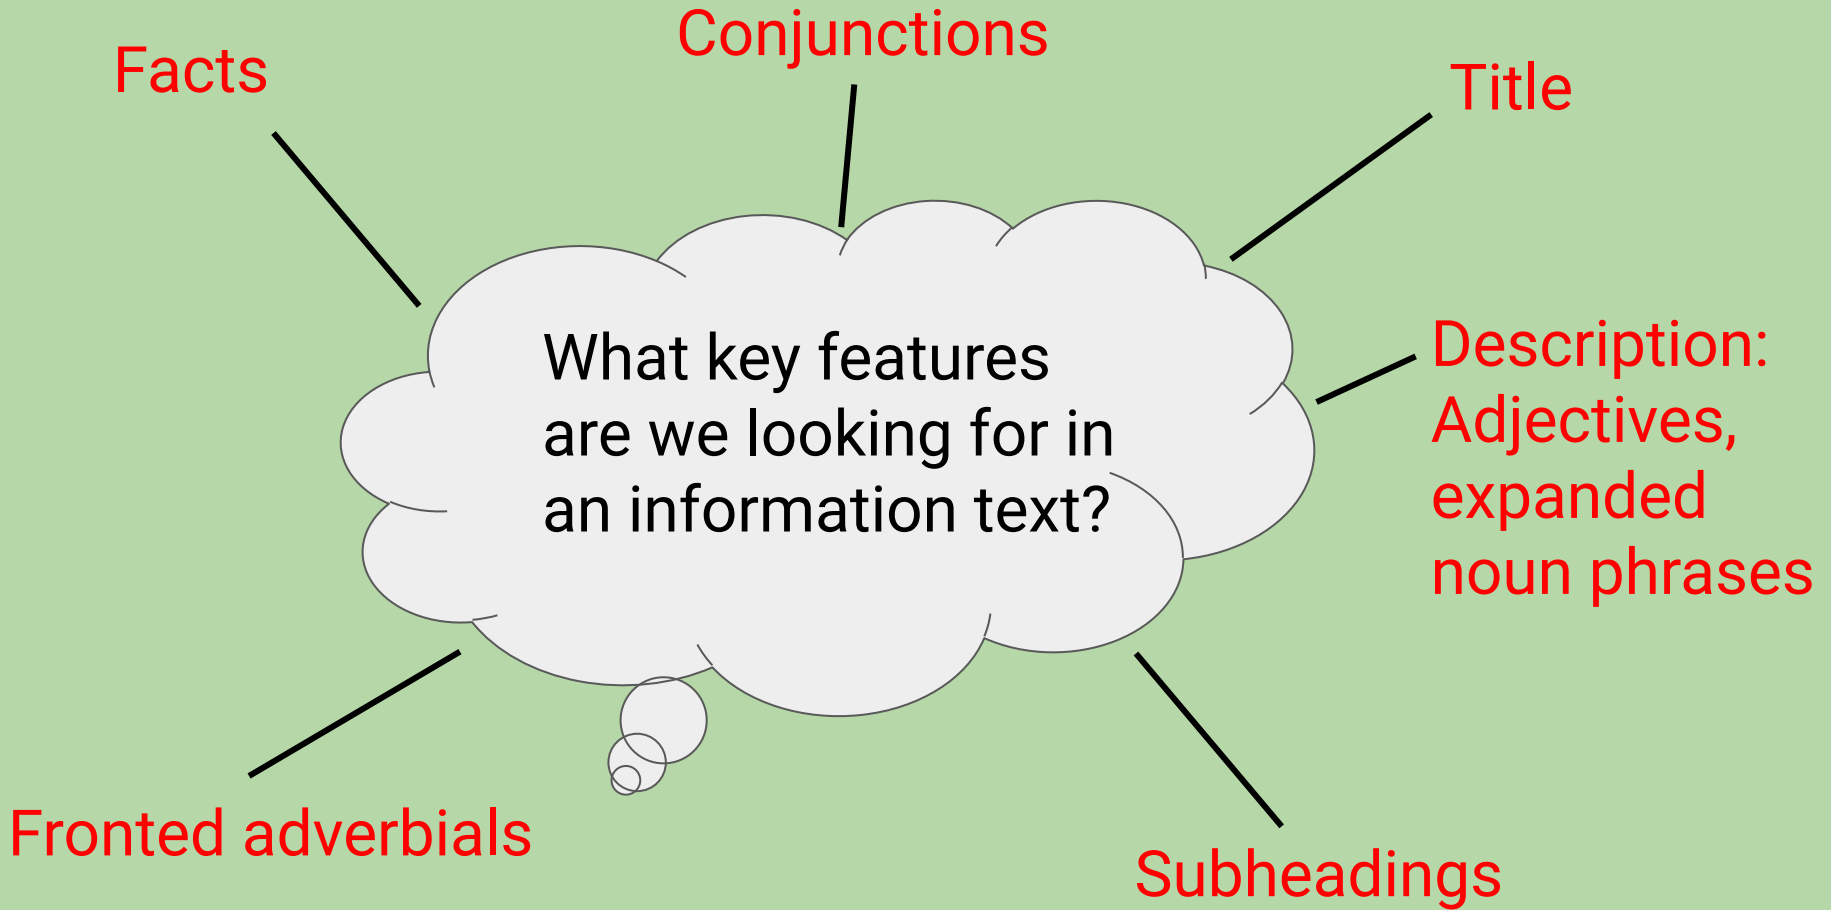 Conjunctions
Facts
Title
What key features
are we looking for in
an information text?
Description:
Adjectives,
expanded
noun phrases
Fronted adverbials
Subheadings